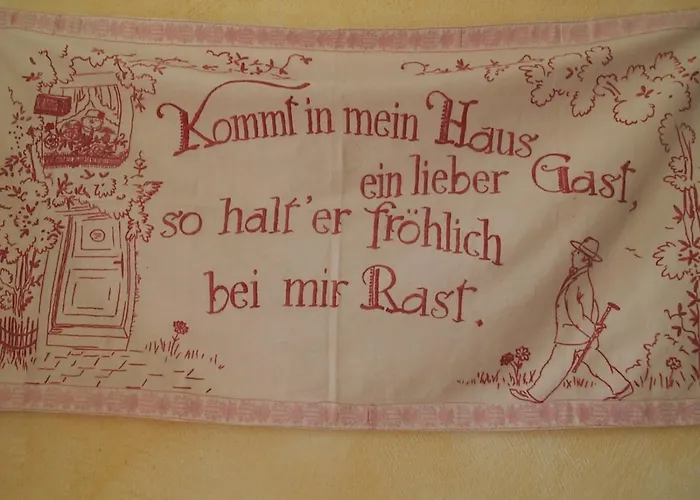 Kommt in mein Haus
ein lieber Gast,
so halt' er fröhlich
bei mir Rast.